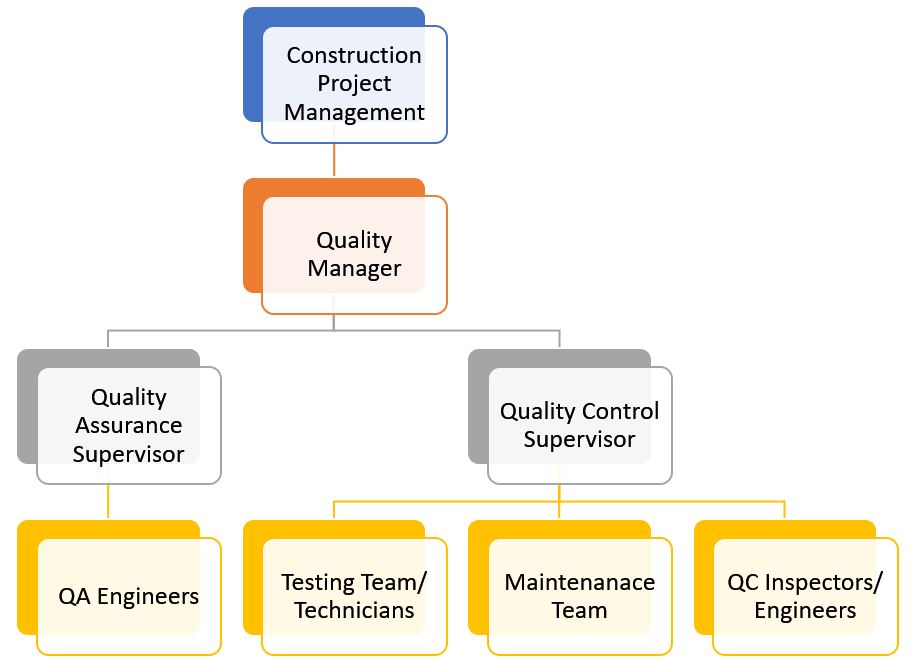 Construction
Project
Management
Quality
Manager
Quality
Assurance
Supervisor
Quality Control
Supervisor
QA Engineers
Testing Team/
Technicians
Maintenanace
Team
QC Inspectors/
Engineers